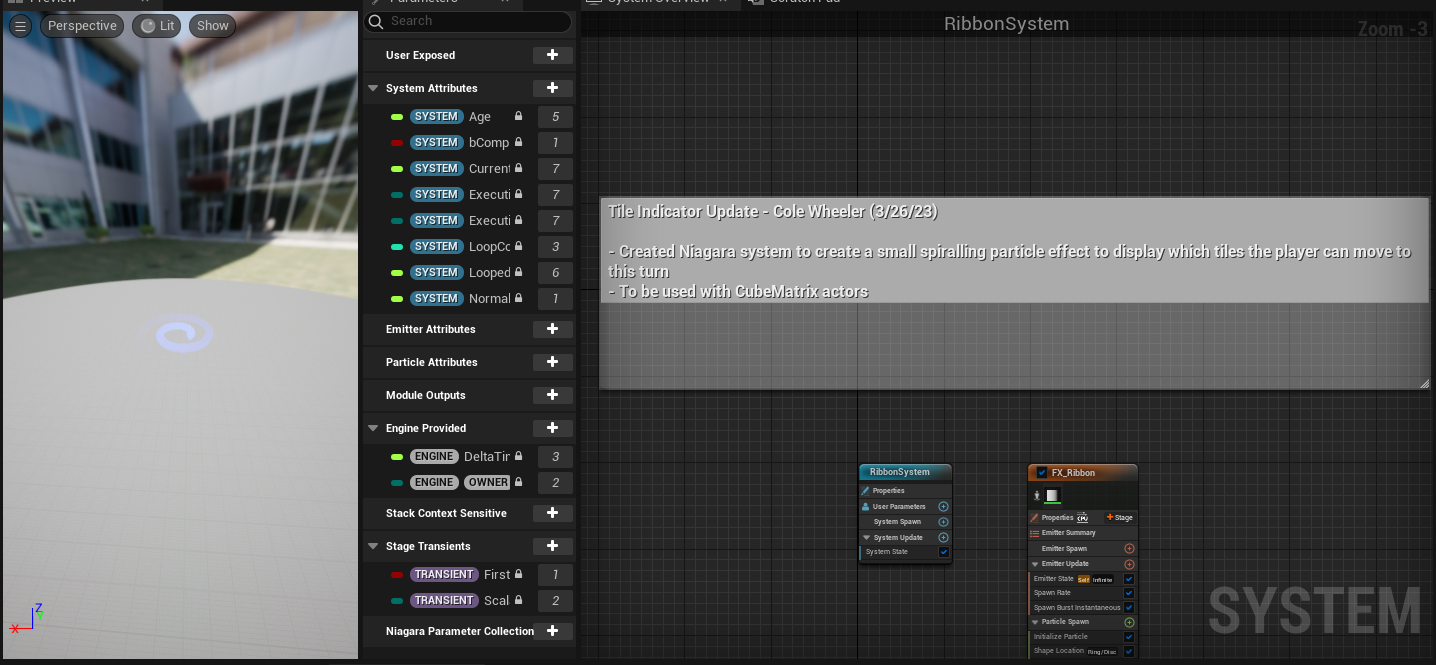 Preview
Parameters
System Overview
Scratch Pad
Perspective
Lit
Show
Search
RibbonSystem
Zoom -3
User Exposed
System Attributes
SYSTEM Age 5
SYSTEM bComp 1
SYSTEM Current 7
SYSTEM Executi 7
SYSTEM Executi 7
SYSTEM LoopCo 3
SYSTEM Looped 6
SYSTEM Normal 1
Emitter Attributes
Particle Attributes
Module Outputs
Engine Provided
ENGINE DeltaTim 3
ENGINE OWNER 2
Stack Context Sensitive
Stage Transients
TRANSIENT First 1
TRANSIENT Scal 2
Niagara Parameter Collection
Tile Indicator Update - Cole Wheeler (3/26/23)
- Created Niagara system to create a small spiralling particle effect to display which tiles the player can move to
this turn
- To be used with CubeMatrix actors
RibbonSystem
Properties
User Parameters
System Spawn
System Update
System State
FX_Ribbon
Properties CPU + Stage
Emitter Summary
Emitter Spawn
Emitter Update
Emitter State Self Infinite
Spawn Rate
Spawn Burst Instantaneous
Particle Spawn
Initialize Particle
Shape Location Ring/Disc
SYSTEM
Z
Y
X